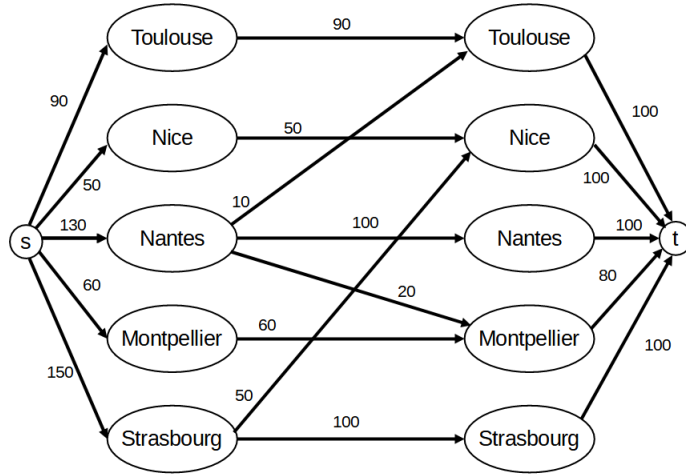 Toulouse 90 Toulouse
90
100
Nice 50 Nice
50
100
10
s 130 Nantes 100 Nantes 100 t
60
20
80
Montpellier 60 Montpellier
150
50
100
Strasbourg 100 Strasbourg